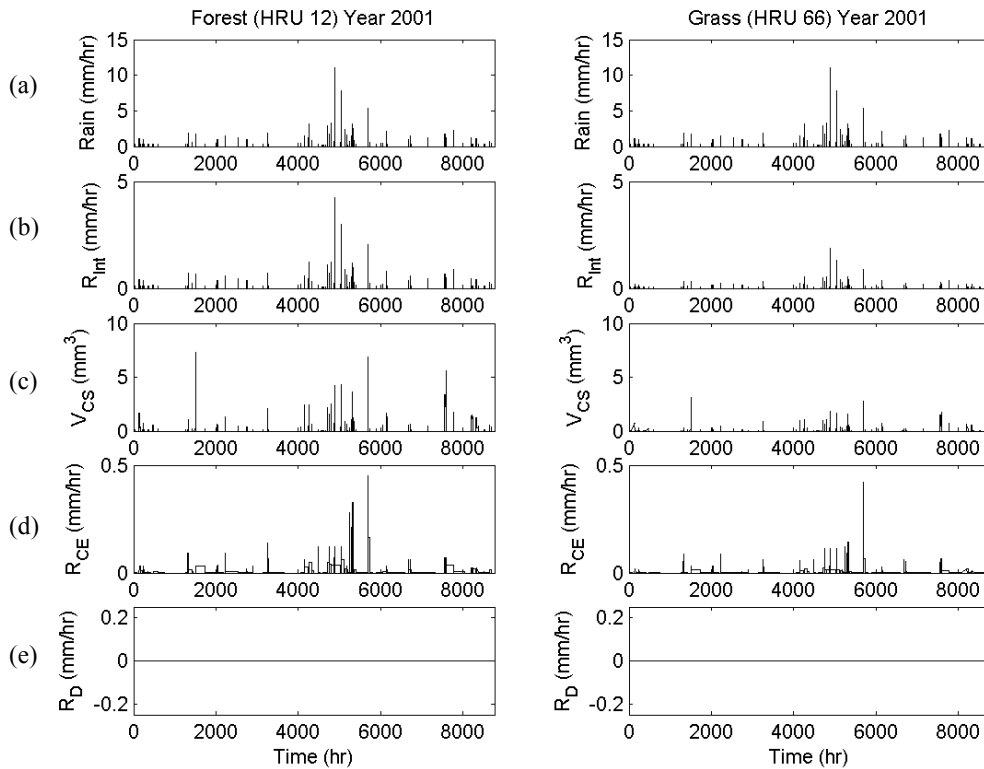 Forest (HRU 12) Year 2001
Grass (HRU 66) Year 2001
(a)
Rain (mm/hr)
15
10
5
0
0 2000 4000 6000 8000
Rain (mm/hr)
15
10
5
0
0 2000 4000 6000 8000
(b)
R_Int (mm/hr)
5
0
0 2000 4000 6000 8000
R_Int (mm/hr)
5
0
0 2000 4000 6000 8000
(c)
V_CS (mm³)
10
5
0
0 2000 4000 6000 8000
V_CS (mm³)
10
5
0
0 2000 4000 6000 8000
(d)
R_CE (mm/hr)
0.5
0
0 2000 4000 6000 8000
R_CE (mm/hr)
0.5
0
0 2000 4000 6000 8000
(e)
R_D (mm/hr)
0.2
0
-0.2
0 2000 4000 6000 8000
Time (hr)
R_D (mm/hr)
0.2
0
-0.2
0 2000 4000 6000 8000
Time (hr)